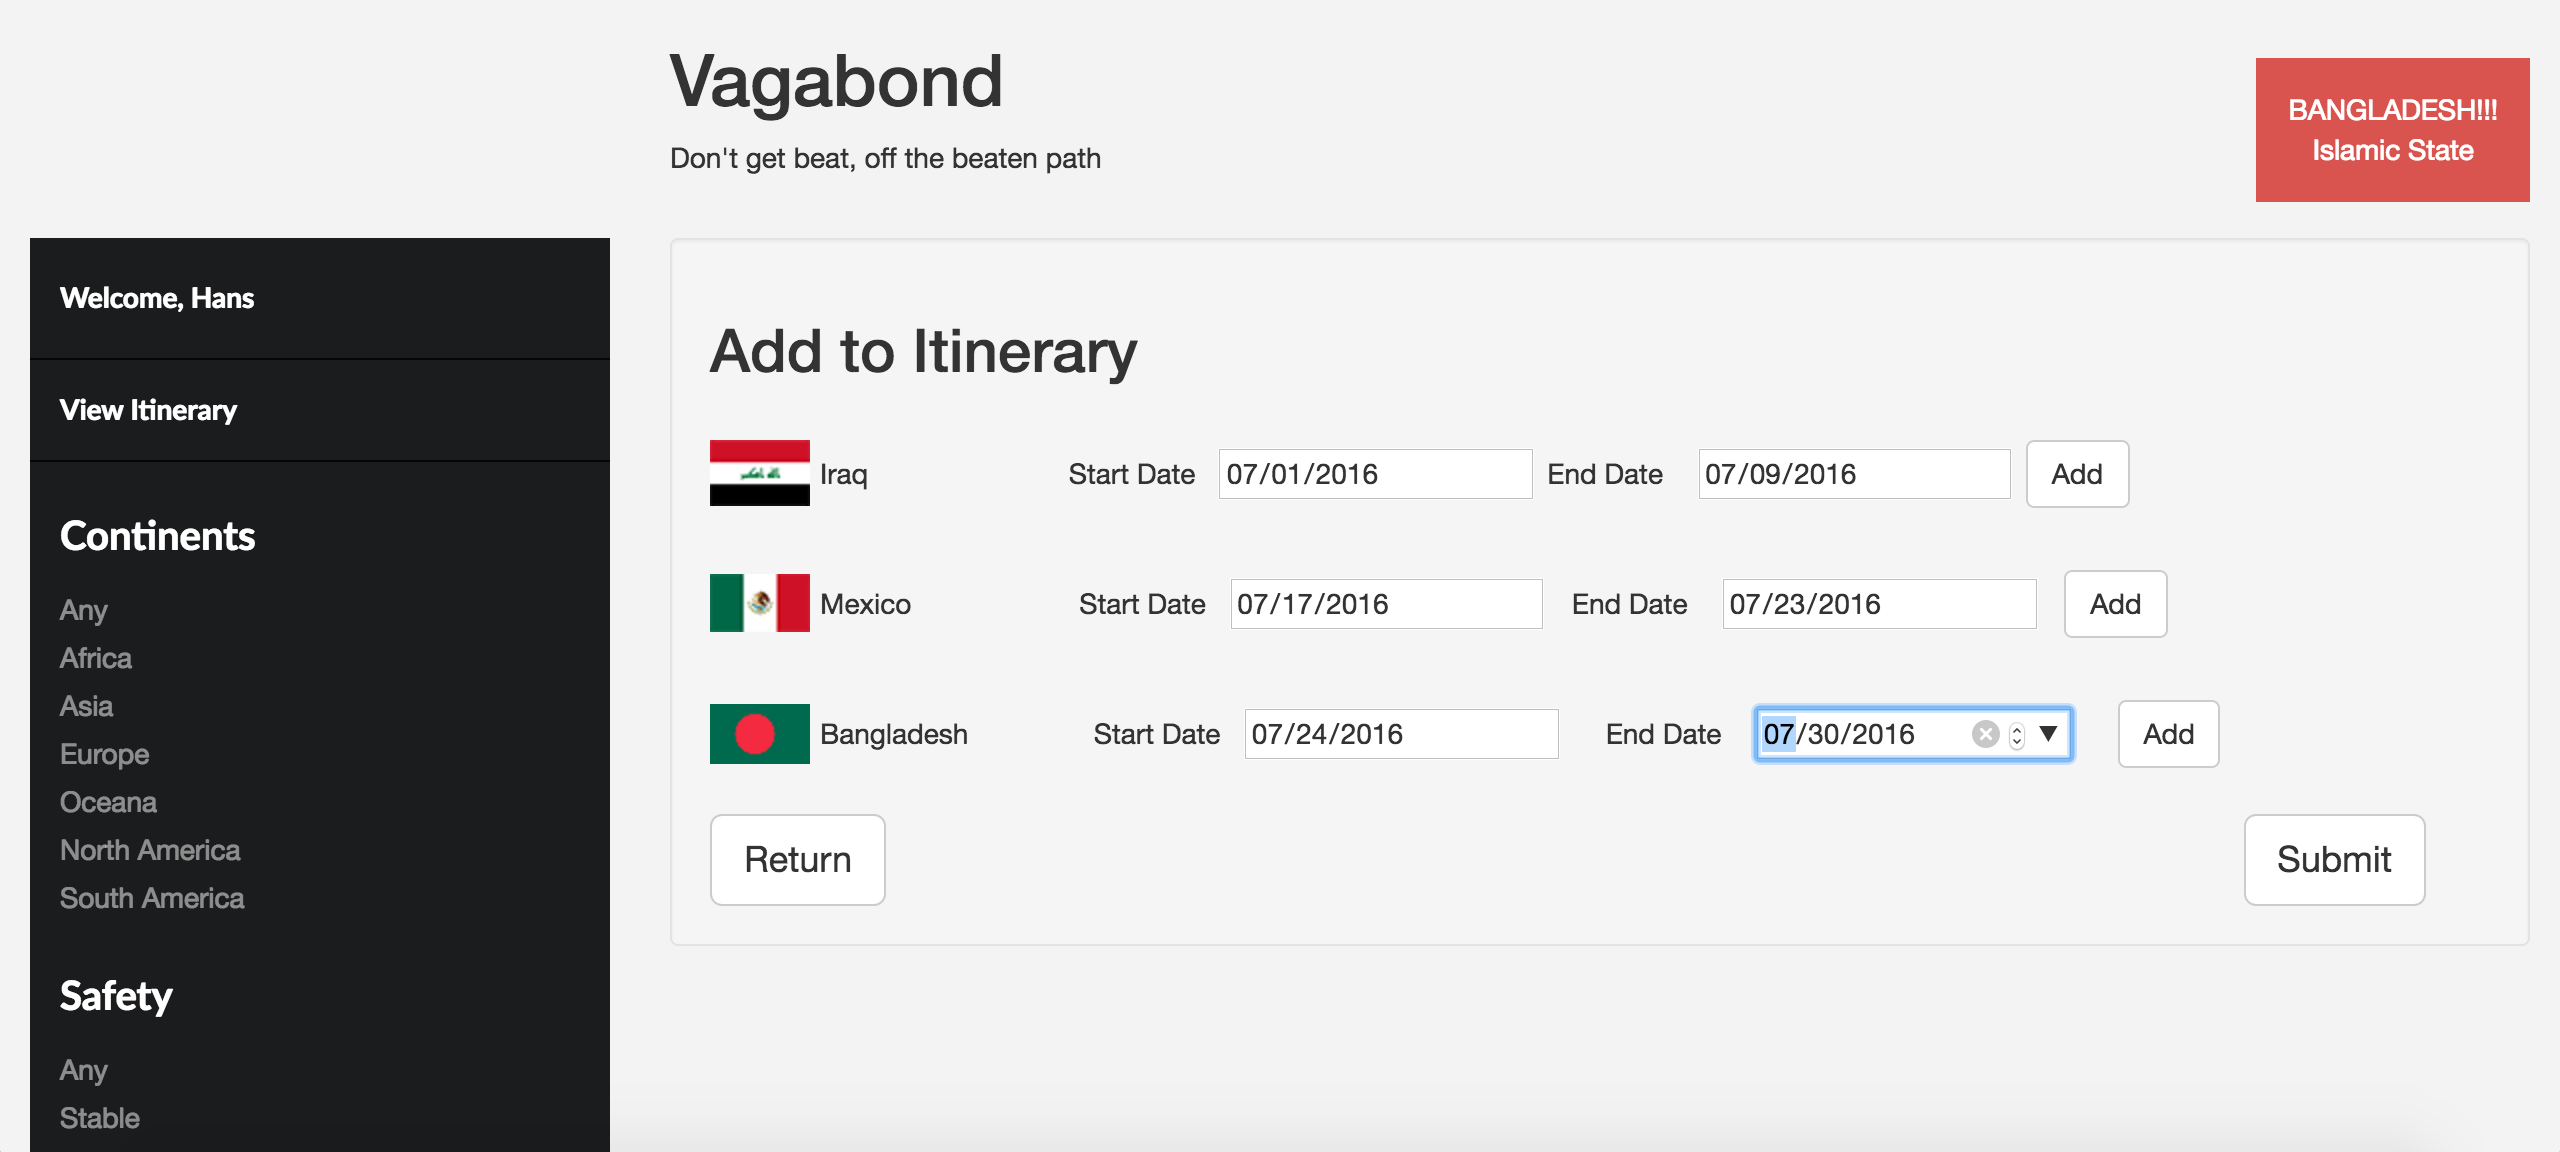 Vagabond
Don't get beat, off the beaten path
BANGLADESH!!!
Islamic State
Welcome, Hans
View Itinerary
Continents
Any
Africa
Asia
Europe
Oceana
North America
South America
Safety
Any
Stable
Add to Itinerary
Iraq Start Date 07/01/2016 End Date 07/09/2016 Add
Mexico Start Date 07/17/2016 End Date 07/23/2016 Add
Bangladesh Start Date 07/24/2016 End Date 07/30/2016 Add
Return Submit